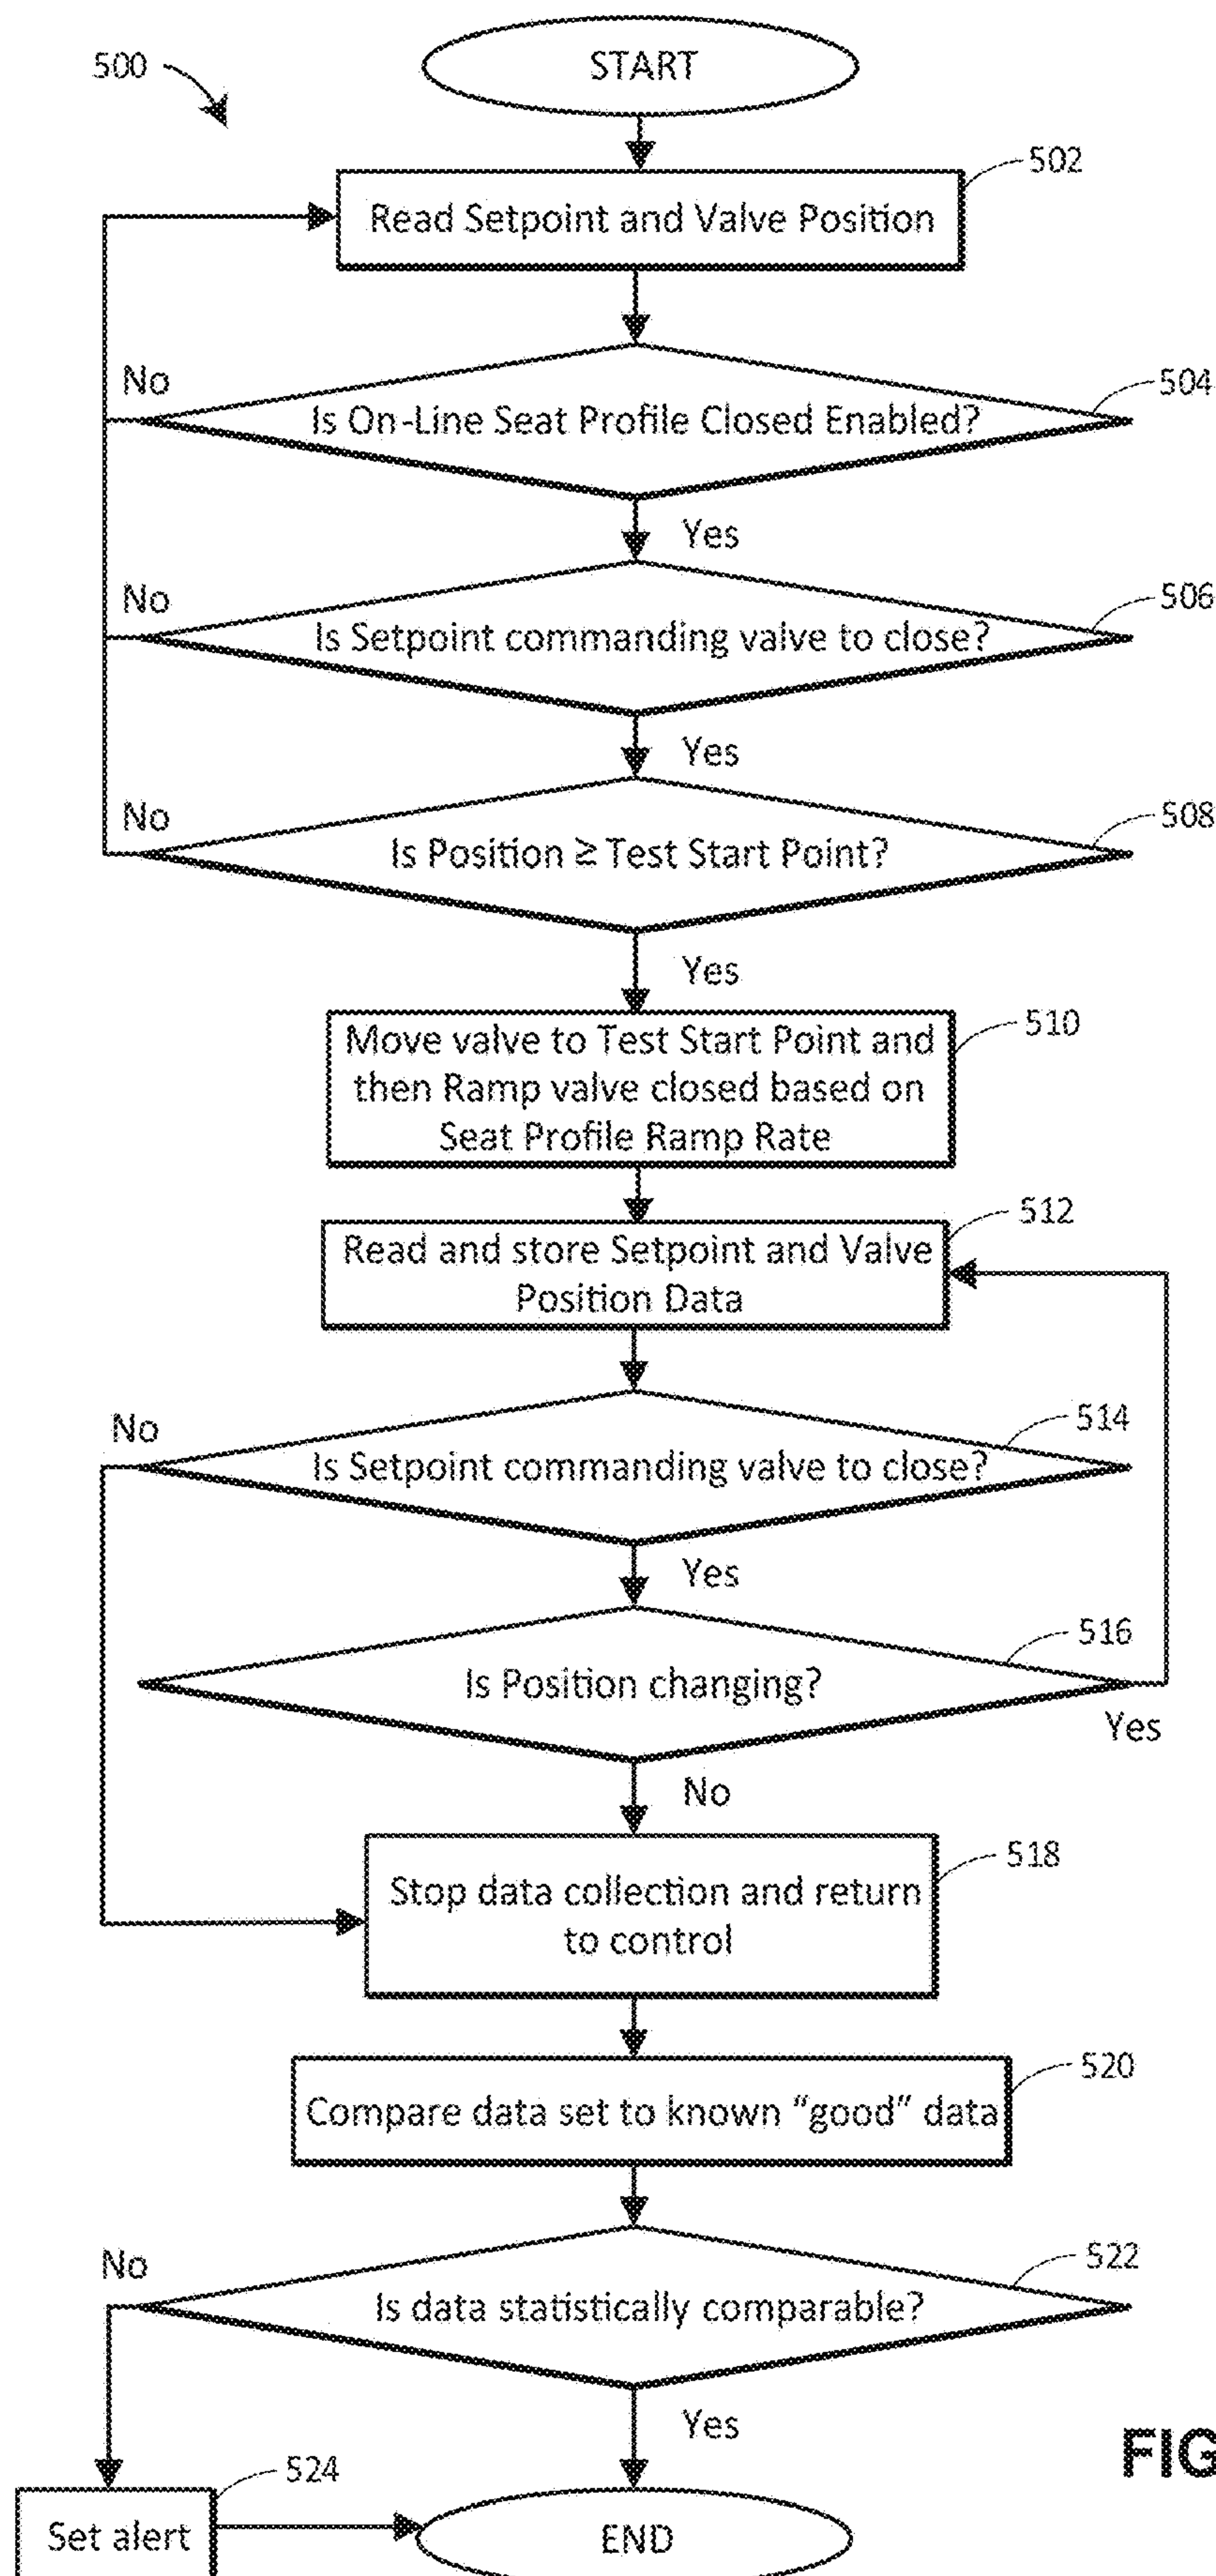 500
START
502
Read Setpoint and Valve Position
No
504
Is On-Line Seat Profile Closed Enabled?
Yes
No
506
Is Setpoint commanding valve to close?
Yes
No
508
Is Position ≥ Test Start Point?
Yes
510
Move valve to Test Start Point and
then Ramp valve closed based on
Seat Profile Ramp Rate
512
Read and store Setpoint and Valve
Position Data
No
514
Is Setpoint commanding valve to close?
Yes
516
Is Position changing?
Yes
No
518
Stop data collection and return
to control
520
Compare data set to known “good” data
No
522
Is data statistically comparable?
Yes
FIG
524
Set alert
END